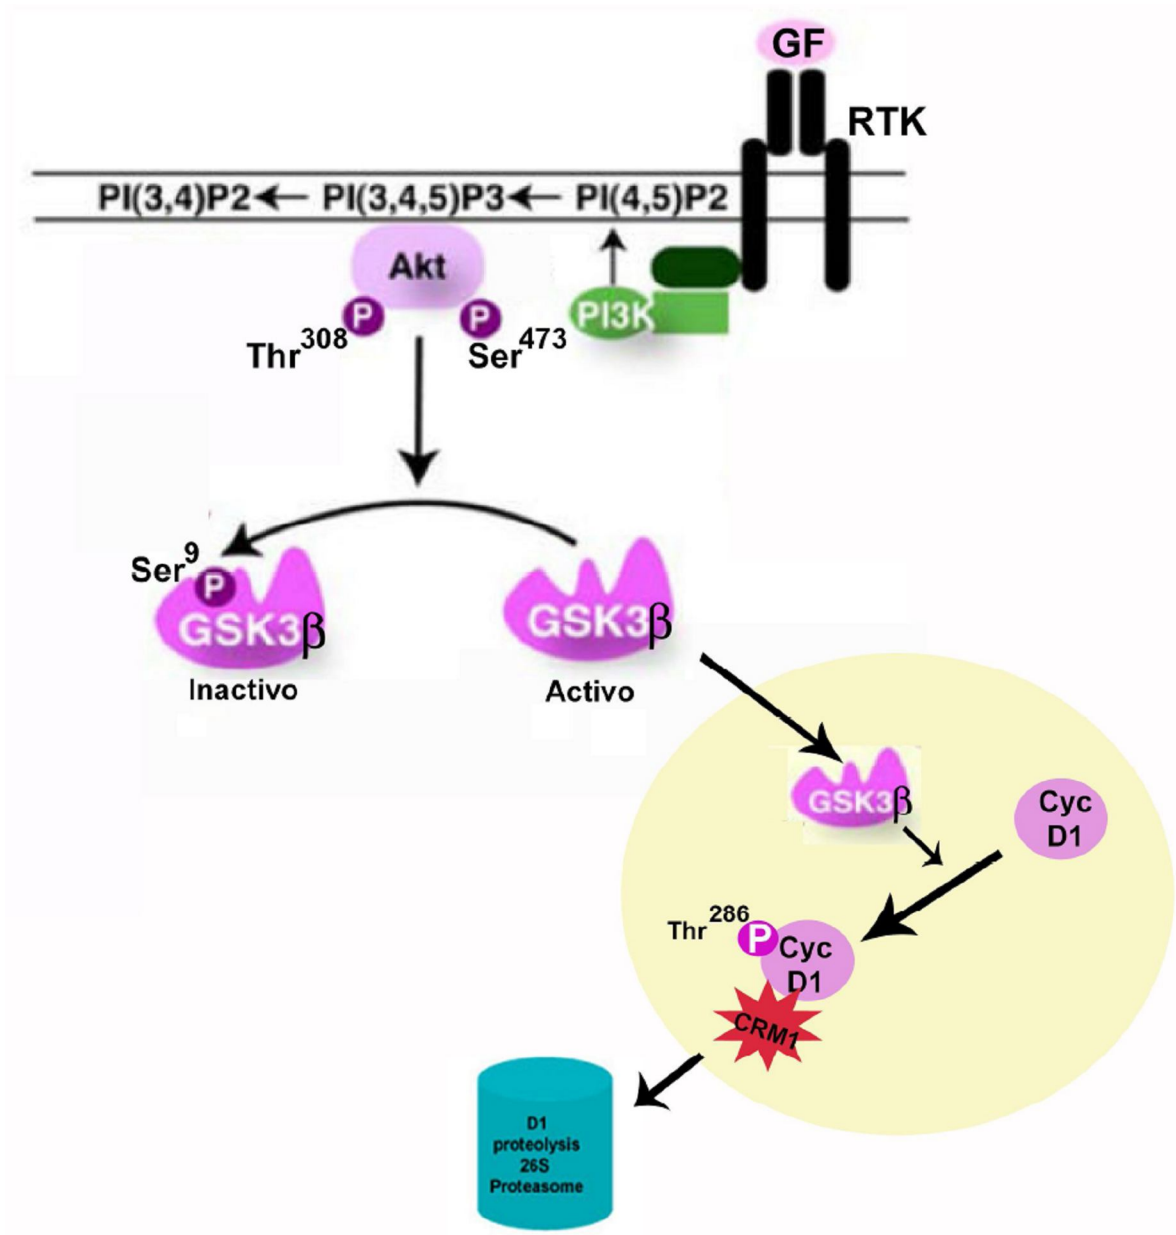 GF
RTK
PI(3,4)P2 PI(3,4,5)P3 PI(4,5)P2
Akt
P P PI3K
Thr308 Ser473
Ser9
P
GSK3β GSK3β
Inactivo Activo
GSK3β
Cyc
D1
Thr286
P
Cyc
D1
CRM1
D1
proteolysis
26S
Proteasome